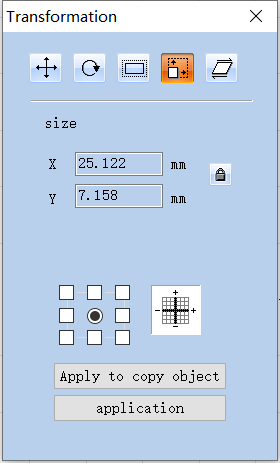 Transformation
size
X 25.122 mm
Y 7.158 mm
+
- +
-
Apply to copy object
application